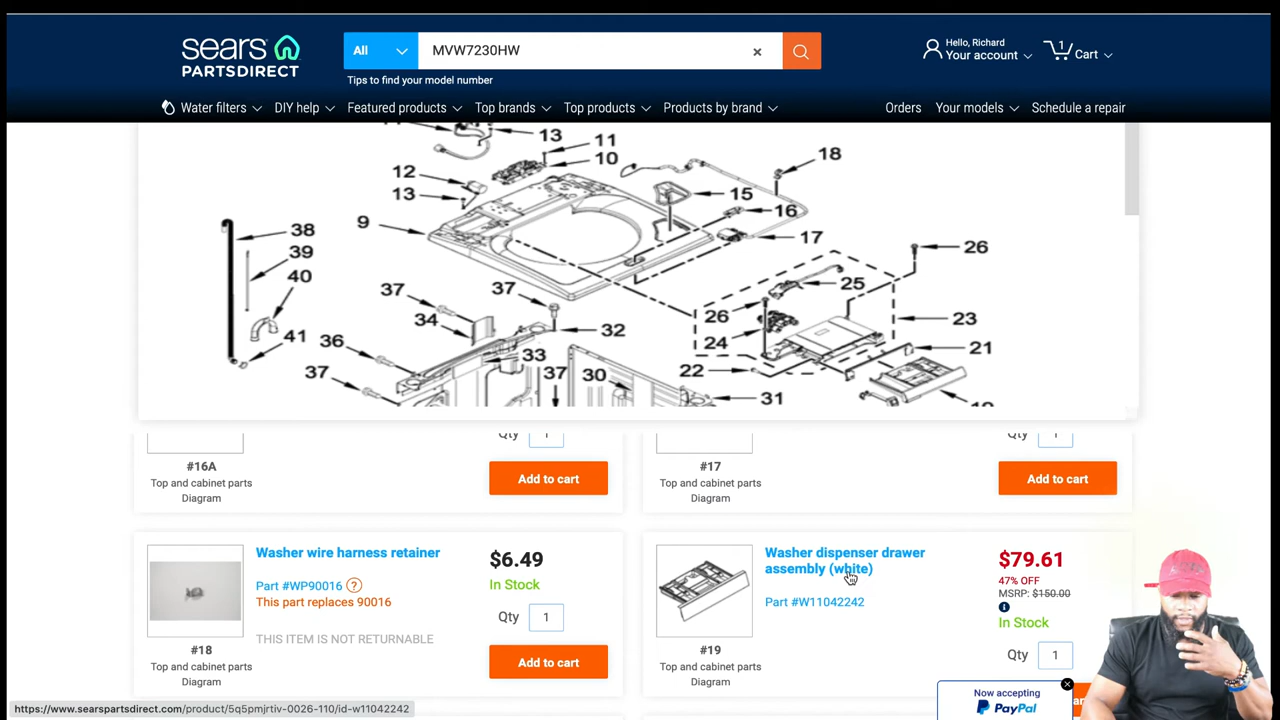 sears
PARTSDIRECT
All
MVW7230HW
×
Tips to find your model number
Hello, Richard
Your account
1
Cart
Water filters
DIY help
Featured products
Top brands
Top products
Products by brand
Orders
Your models
Schedule a repair
13
11
10
12
13
9
15
16
17
18
38
39
40
41
37
37
34
36
37
32
33
37
30
31
26
25
26
24
23
22
21
Qty 1
#16A
Top and cabinet parts
Diagram
Add to cart
Qty 1
#17
Top and cabinet parts
Diagram
Add to cart
Washer wire harness retainer
Part #WP90016 ?
This part replaces 90016
THIS ITEM IS NOT RETURNABLE
#18
Top and cabinet parts
Diagram
$6.49
In Stock
Qty 1
Add to cart
Washer dispenser drawer
assembly (white)
Part #W11042242
#19
Top and cabinet parts
Diagram
$79.61
47% OFF
MSRP: $150.00
In Stock
Qty 1
Now accepting
PayPal
https://www.searspartsdirect.com/product/5q5pmjrtiv-0026-110/id-w11042242